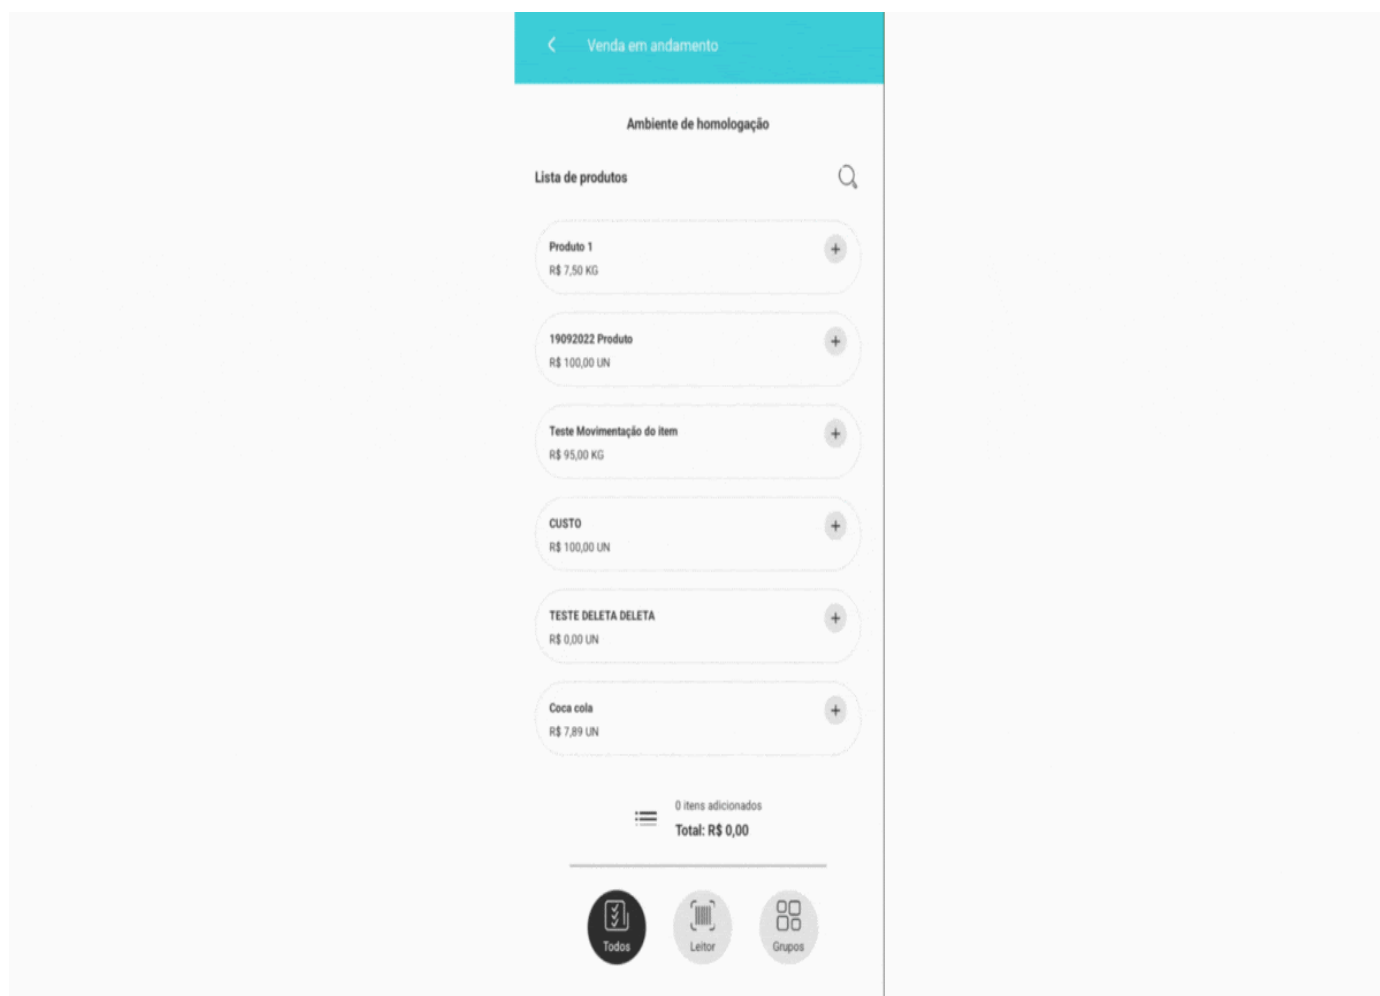 Venda em andamento
Ambiente de homologação
Lista de produtos
Produto 1
R$ 7,50 KG
19092022 Produto
R$ 100,00 UN
Teste Movimentação do item
R$ 95,00 KG
CUSTO
R$ 100,00 UN
TESTE DELETA DELETA
R$ 0,00 UN
Coca cola
R$ 7,89 UN
0 itens adicionados
Total: R$ 0,00
Todos
Leitor
Grupos